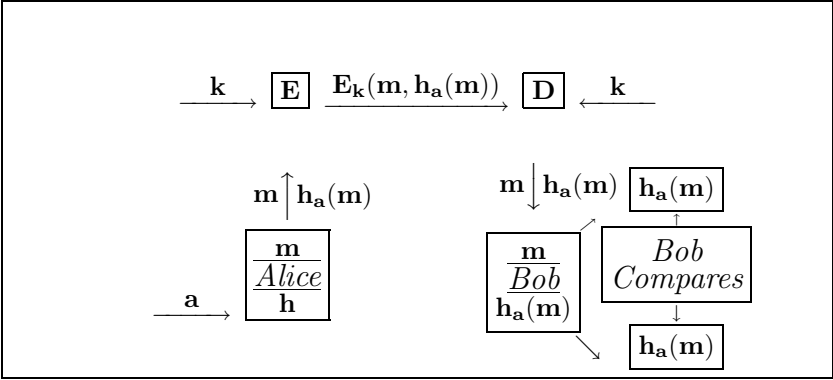 k E E_k(m, h_a(m)) D k
m h_a(m) m h_a(m) h_a(m)
m m Bob
Alice Bob Compares
a h h_a(m)
h_a(m)